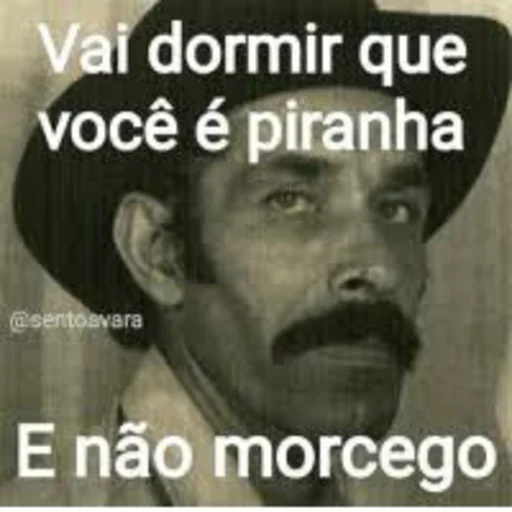 Vai dormir que
você é piranha
@sentoavara
E não morcego